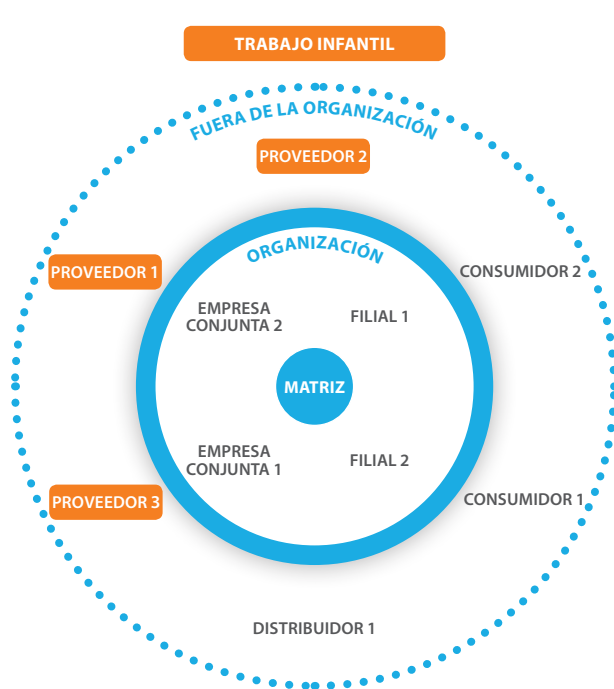 TRABAJO INFANTIL
FUERA DE LA ORGANIZACIÓN
PROVEEDOR 2
ORGANIZACIÓN
PROVEEDOR 1
CONSUMIDOR 2
EMPRESA
CONJUNTA 2
FILIAL 1
MATRIZ
EMPRESA
CONJUNTA 1
FILIAL 2
PROVEEDOR 3
CONSUMIDOR 1
DISTRIBUIDOR 1